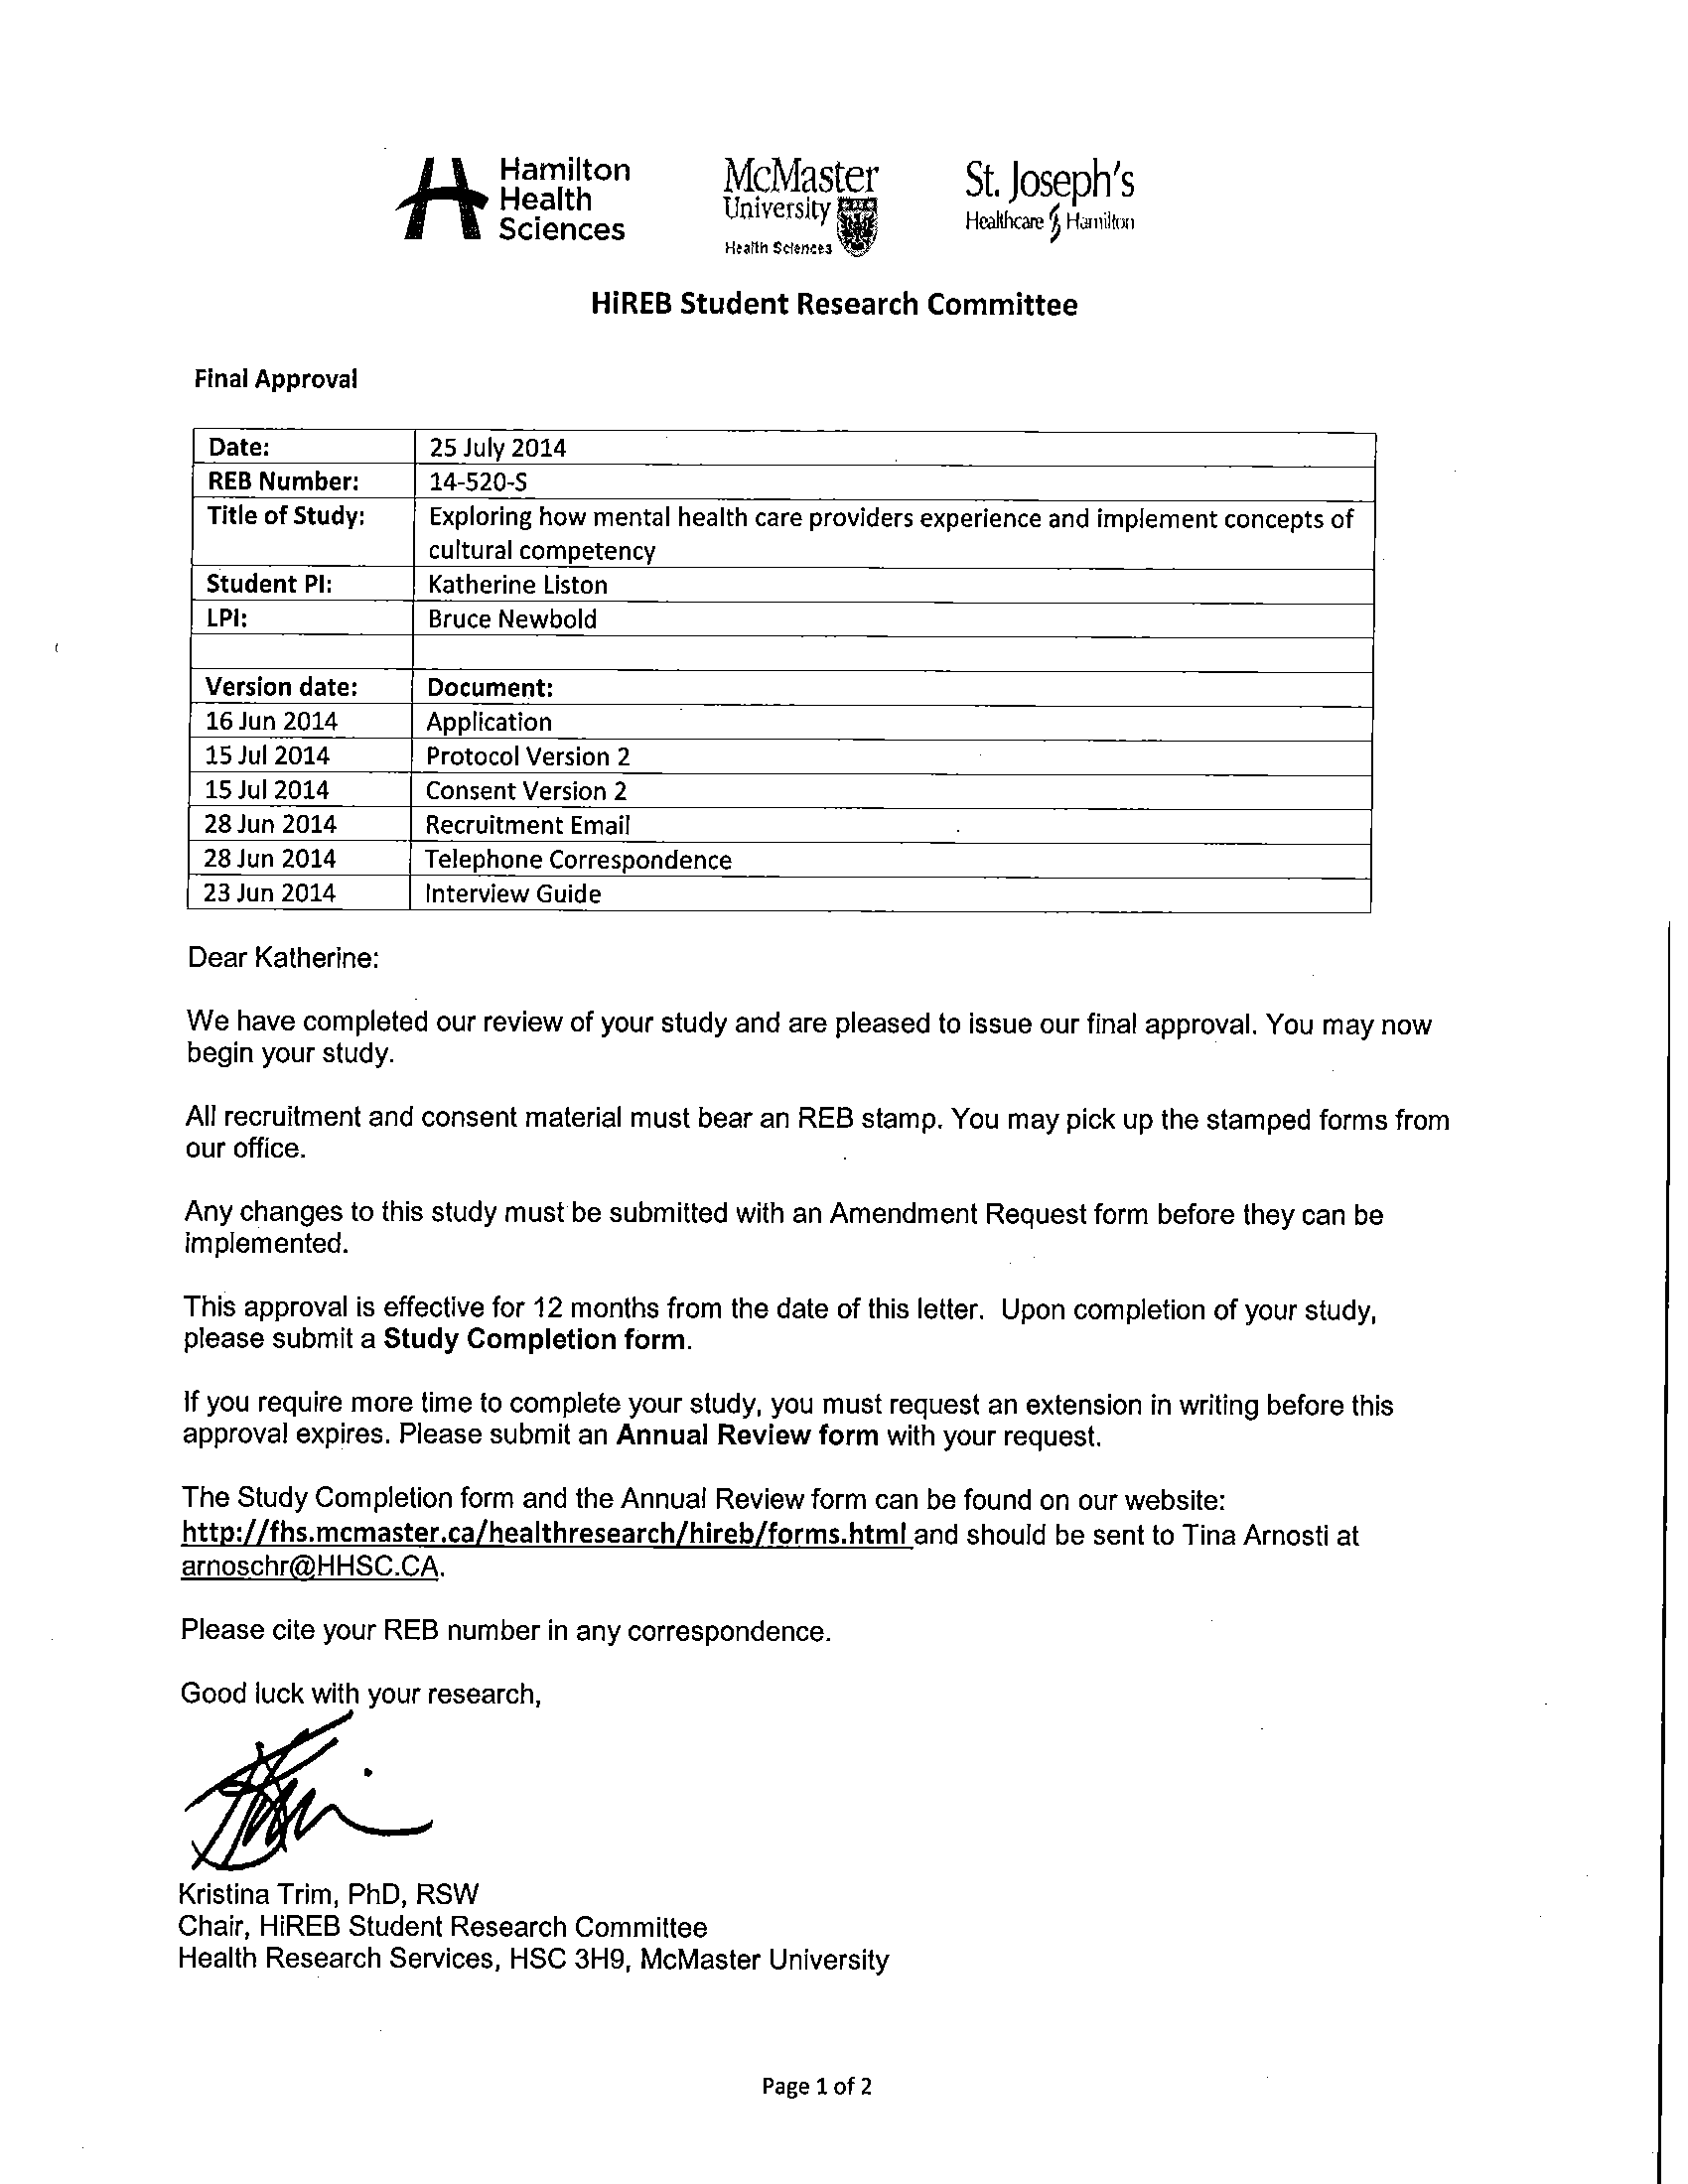 Hamilton
Health
Sciences
McMaster
University
Health Sciences
St. Joseph's
Healthcare Hamilton
HiREB Student Research Committee
Final Approval
Date: 25 July 2014
REB Number: 14-520-S
Title of Study: Exploring how mental health care providers experience and implement concepts of
cultural competency
Student PI: Katherine Liston
LPI: Bruce Newbold
Version date: Document:
16 Jun 2014 Application
15 Jul 2014 Protocol Version 2
15 Jul 2014 Consent Version 2
28 Jun 2014 Recruitment Email
28 Jun 2014 Telephone Correspondence
23 Jun 2014 Interview Guide
Dear Katherine:
We have completed our review of your study and are pleased to issue our final approval. You may now
begin your study.
All recruitment and consent material must bear an REB stamp. You may pick up the stamped forms from
our office.
Any changes to this study must be submitted with an Amendment Request form before they can be
implemented.
This approval is effective for 12 months from the date of this letter. Upon completion of your study,
please submit a Study Completion form.
If you require more time to complete your study, you must request an extension in writing before this
approval expires. Please submit an Annual Review form with your request.
The Study Completion form and the Annual Review form can be found on our website:
http://fhs.mcmaster.ca/healthresearch/hireb/forms.html and should be sent to Tina Arnosti at
arnoschr@HHSC.CA.
Please cite your REB number in any correspondence.
Good luck with your research,
Kristina Trim, PhD, RSW
Chair, HiREB Student Research Committee
Health Research Services, HSC 3H9, McMaster University
Page 1 of 2